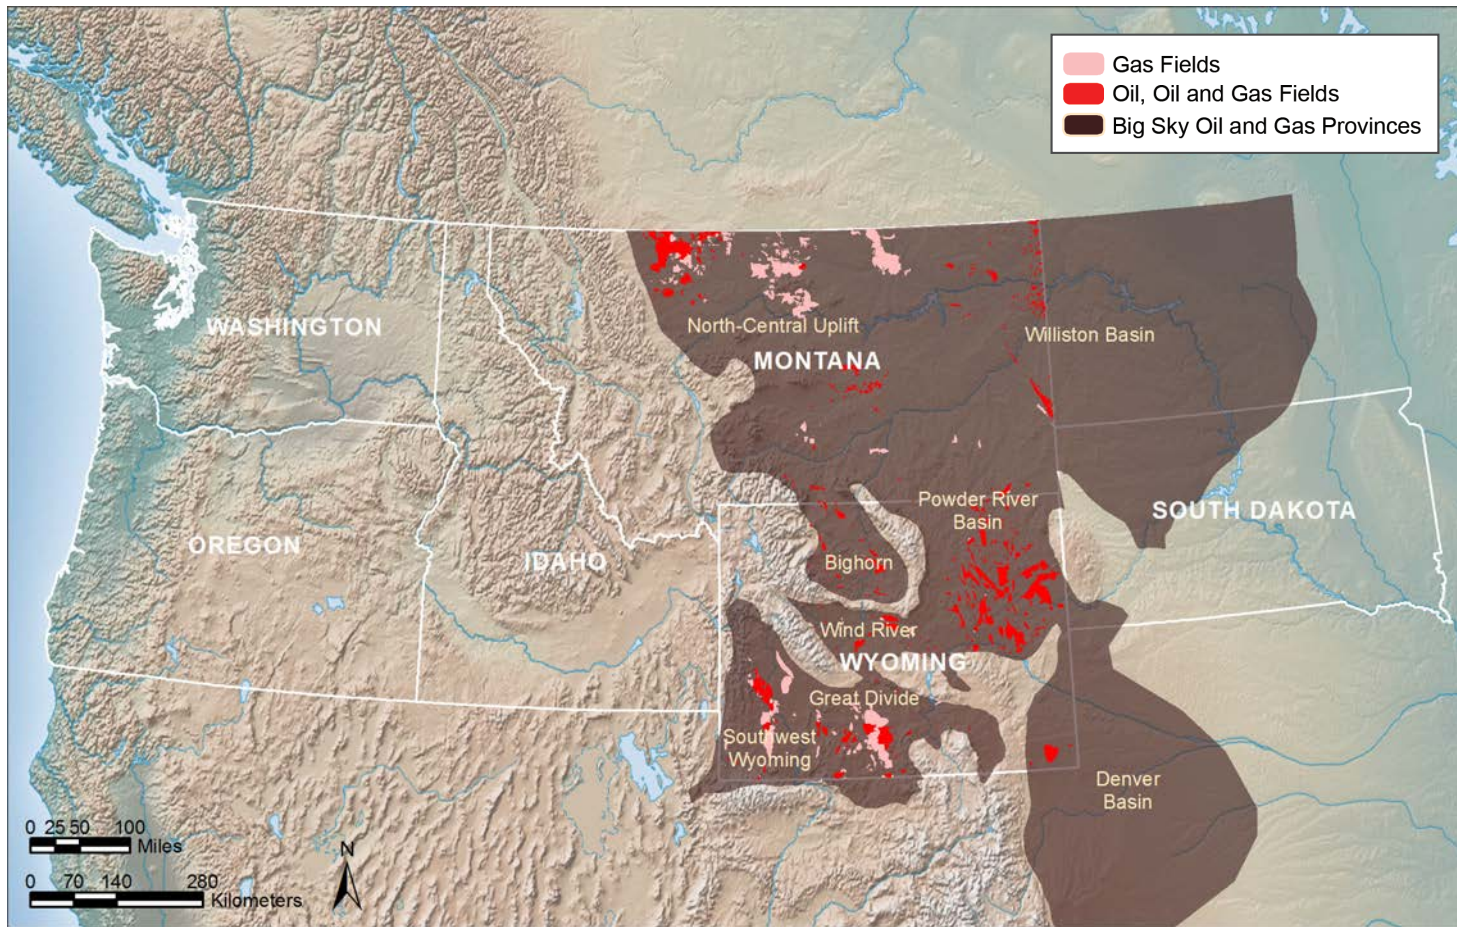 Gas Fields
Oil, Oil and Gas Fields
Big Sky Oil and Gas Provinces
WASHINGTON
North-Central Uplift
Williston Basin
MONTANA
Powder River
Basin
SOUTH DAKOTA
OREGON
IDAHO
Bighorn
Wind River
WYOMING
Great Divide
Southwest
Wyoming
Denver
Basin
0 25 50 100
Miles
N
0 70 140 280
Kilometers